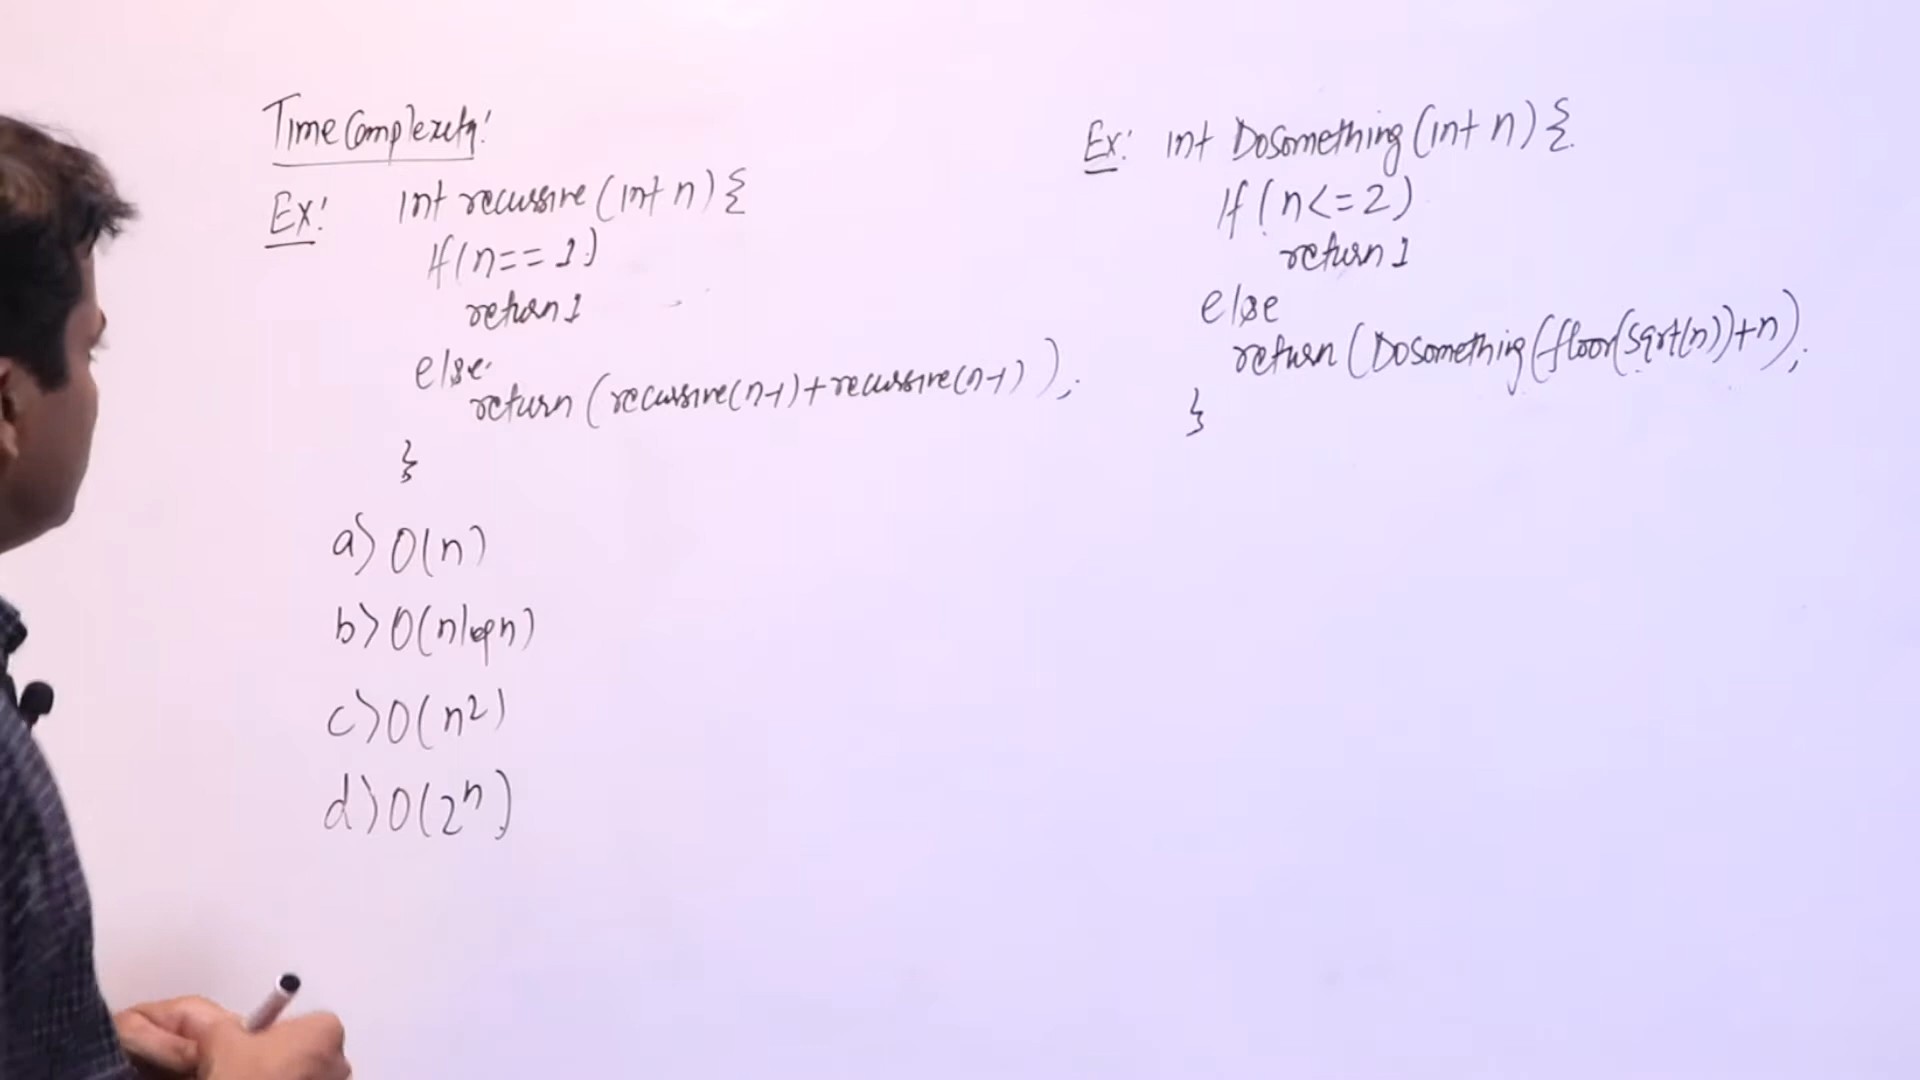 Time Complexity:
Ex: int recursive (int n) {
If (n == 1)
return 1
else
return (recursive(n-1) + recursive(n-1));
}
a) O(n)
b) O(nlogn)
c) O(n²)
d) O(2ⁿ)
Ex: int DoSomething (int n) {
If (n <= 2)
return 1
else
return (DoSomething (floor(sqrt(n)) + n);
}